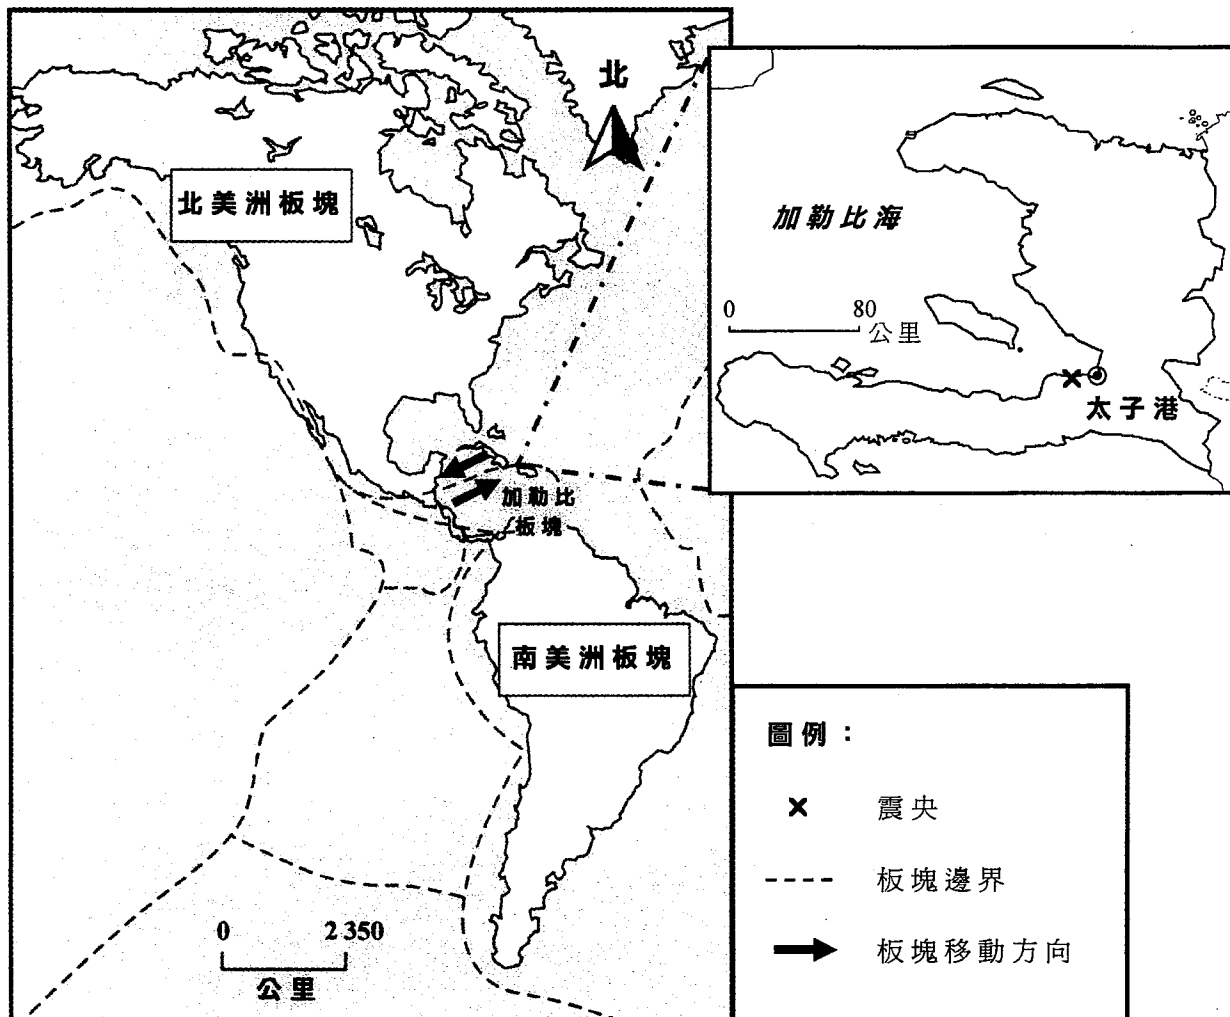 北
北美洲板塊
加勒比海
0 80
公里
太子港
加勒比
板塊
南美洲板塊
圖例：
震央
板塊邊界
板塊移動方向
0 2 350
公里